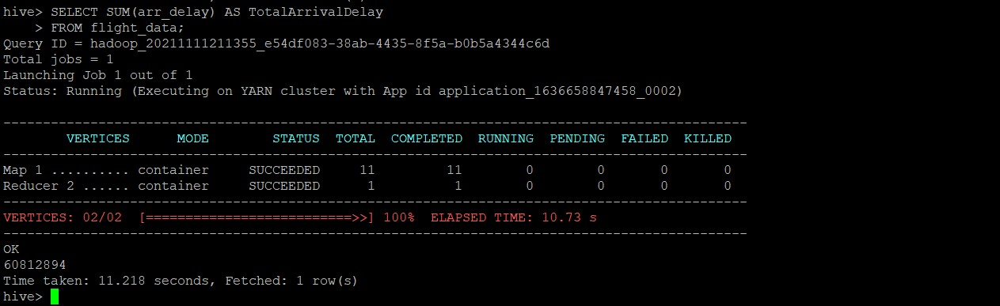 hive> SELECT SUM(arr_delay) AS TotalArrivalDelay
    > FROM flight_data;
Query ID = hadoop_20211111211355_e54df083-38ab-4435-8f5a-b0b5a4344c6d
Total jobs = 1
Launching Job 1 out of 1
Status: Running (Executing on YARN cluster with App id application_1636658847458_0002)
----------------------------------------------------------------------------------------------
        VERTICES      MODE        STATUS  TOTAL  COMPLETED  RUNNING  PENDING  FAILED  KILLED
----------------------------------------------------------------------------------------------
Map 1 .......... container     SUCCEEDED     11         11        0        0       0       0
Reducer 2 ...... container     SUCCEEDED      1          1        0        0       0       0
----------------------------------------------------------------------------------------------
VERTICES: 02/02  [==========================>>] 100%  ELAPSED TIME: 10.73 s
----------------------------------------------------------------------------------------------
OK
60812894
Time taken: 11.218 seconds, Fetched: 1 row(s)
hive>